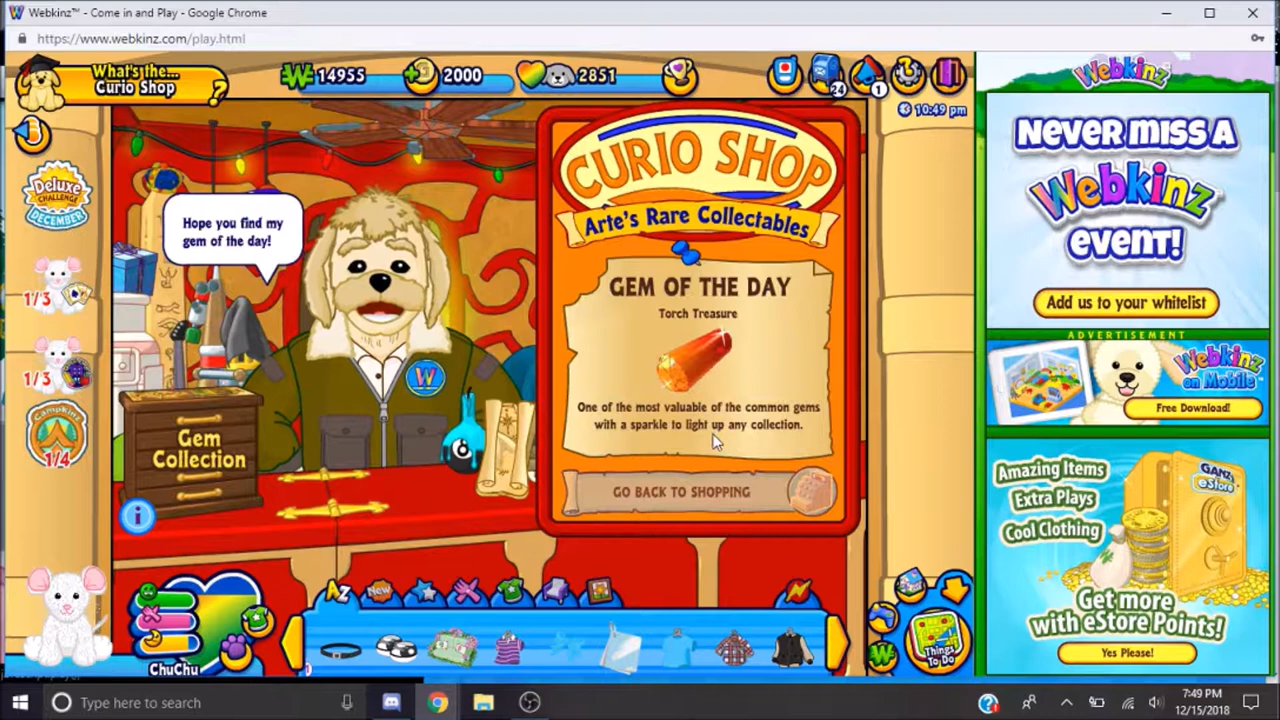 Webkinz™ - Come in and Play - Google Chrome
https://www.webkinz.com/play.html
What's the...
Curio Shop
?
W 14955
2000
2851
24
1
10:49 pm
Deluxe
CHALLENGE
DECEMBER
1/3
1/3
Campkinz
1/4
Hope you find my
gem of the day!
W
Gem
Collection
i
CURIO SHOP
Arte's Rare Collectables
GEM OF THE DAY
Torch Treasure
One of the most valuable of the common gems
with a sparkle to light up any collection.
GO BACK TO SHOPPING
ChuChu
AZ
New
W
Things
To Do
Webkinz
NEVER MISS A
Webkinz
EVENT!
Add us to your whitelist
ADVERTISEMENT
Webkinz
on Mobile
Free Download!
Amazing Items
Extra Plays
Cool Clothing
GANZ
eStore
Get more
with eStore Points!
Yes Please!
Type here to search
7:49 PM
12/15/2018